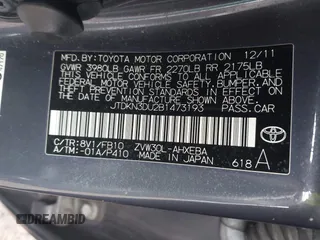 MFD. BY: TOYOTA MOTOR CORPORATION 12/11
GVWR 3980LB GAWR FR 2270LB RR 2175LB
THIS VEHICLE CONFORMS TO ALL APPLICABLE FEDERAL MOTOR VEHICLE SAFETY, BUMPER, AND THEFT PREVENTION STANDARDS IN EFFECT ON THE DATE OF MANUFACTURE SHOWN ABOVE.
JTDKN3DU2B1473193
PASS. CAR
C/TR:8V1/FB10 ZVW30L-AHXEBA
A/TM:-01A/P410 MADE IN JAPAN
618 A
TOYOTA
© DREAMBID